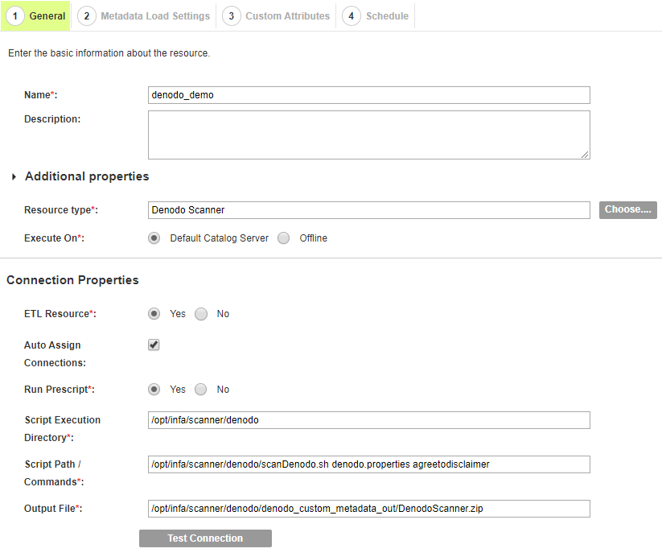 1 General 2 Metadata Load Settings 3 Custom Attributes 4 Schedule
Enter the basic information about the resource.
Name*: denodo_demo
Description:
Additional properties
Resource type*: Denodo Scanner Choose....
Execute On*: Default Catalog Server Offline
Connection Properties
ETL Resource*: Yes No
Auto Assign
Connections:
Run Prescript*: Yes No
Script Execution /opt/infa/scanner/denodo
Directory*:
Script Path / /opt/infa/scanner/denodo/scanDenodo.sh denodo.properties agreetodisclaimer
Commands*:
Output File*: /opt/infa/scanner/denodo/denodo_custom_metadata_out/DenodoScanner.zip
Test Connection